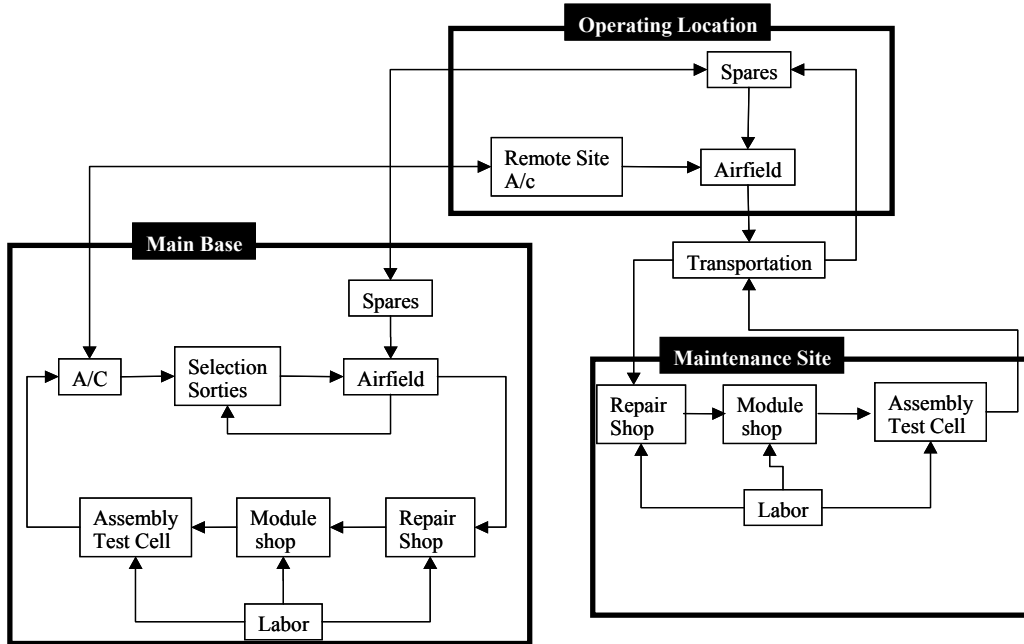 Operating Location
Spares
Remote Site
A/c
Airfield
Transportation
Main Base
Spares
A/C
Selection
Sorties
Airfield
Assembly
Test Cell
Module
shop
Repair
Shop
Labor
Maintenance Site
Repair
Shop
Module
shop
Assembly
Test Cell
Labor